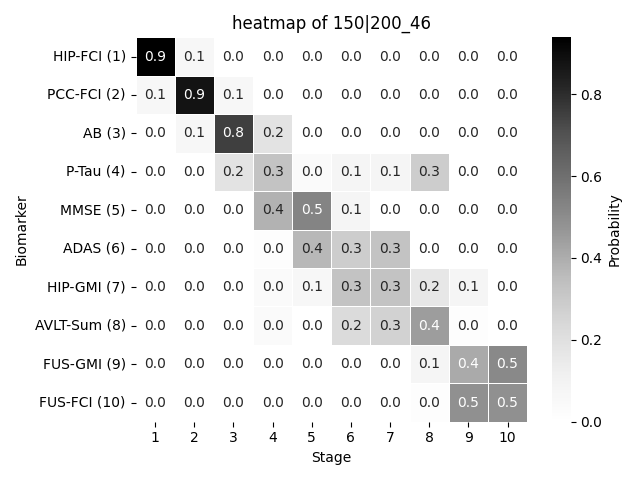 heatmap of 150|200_46
HIP-FCI (1) 0.9 0.1 0.0 0.0 0.0 0.0 0.0 0.0 0.0 0.0
PCC-FCI (2) 0.1 0.9 0.1 0.0 0.0 0.0 0.0 0.0 0.0 0.0
AB (3) 0.0 0.1 0.8 0.2 0.0 0.0 0.0 0.0 0.0 0.0
P-Tau (4) 0.0 0.0 0.2 0.3 0.0 0.1 0.1 0.3 0.0 0.0
MMSE (5) 0.0 0.0 0.0 0.4 0.5 0.1 0.0 0.0 0.0 0.0
ADAS (6) 0.0 0.0 0.0 0.0 0.4 0.3 0.3 0.0 0.0 0.0
HIP-GMI (7) 0.0 0.0 0.0 0.0 0.1 0.3 0.3 0.2 0.1 0.0
AVLT-Sum (8) 0.0 0.0 0.0 0.0 0.0 0.2 0.3 0.4 0.0 0.0
FUS-GMI (9) 0.0 0.0 0.0 0.0 0.0 0.0 0.0 0.1 0.4 0.5
FUS-FCI (10) 0.0 0.0 0.0 0.0 0.0 0.0 0.0 0.0 0.5 0.5
1 2 3 4 5 6 7 8 9 10
Stage
Biomarker
0.8
0.6
0.4
0.2
0.0
Probability